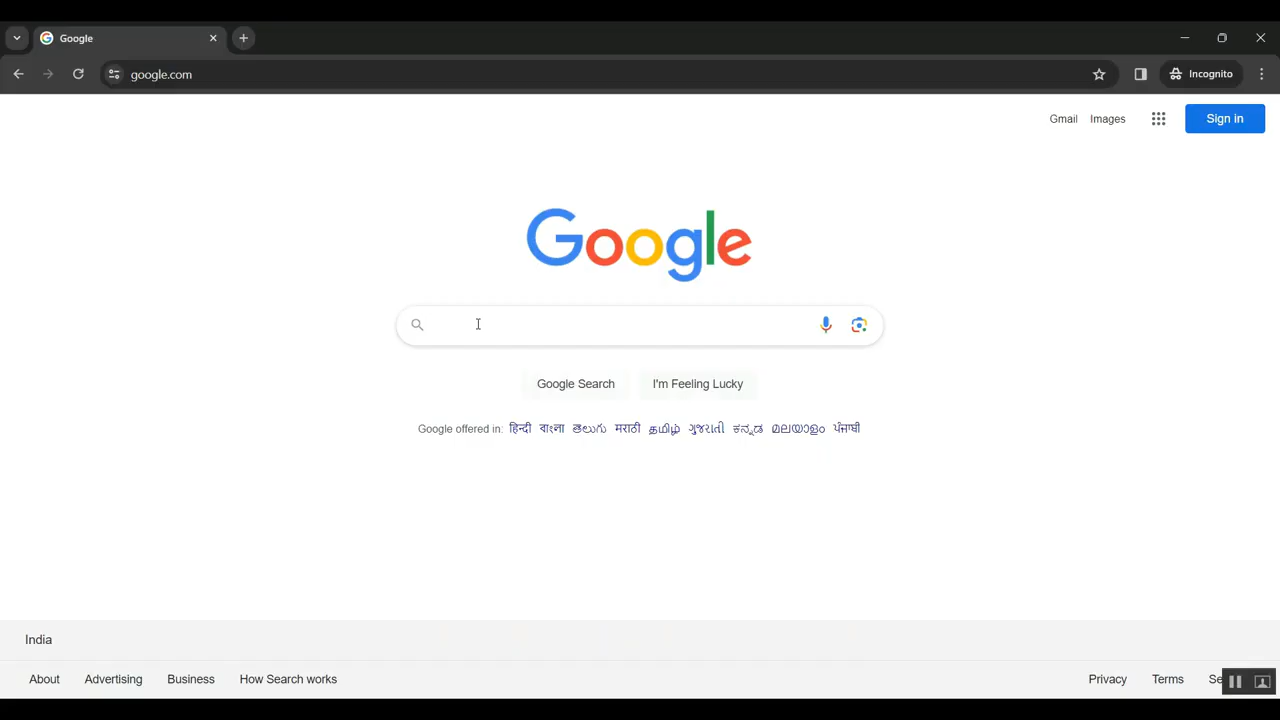 Google
google.com
Incognito
Gmail Images Sign in
Google
Google Search I'm Feeling Lucky
Google offered in: हिन्दी বাংলা తెలుగు मराठी தமிழ் ગુજરાતી ಕನ್ನಡ മലയാളം ਪੰਜਾਬੀ
India
About Advertising Business How Search works Privacy Terms Se